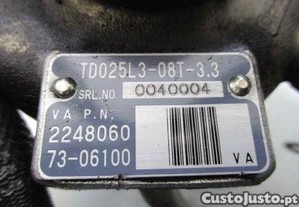 TD025L3-08T-3.3
SRL.NO. 0040004
VA P.N.
2248060
73-06100
VA
CustoJusto.pt